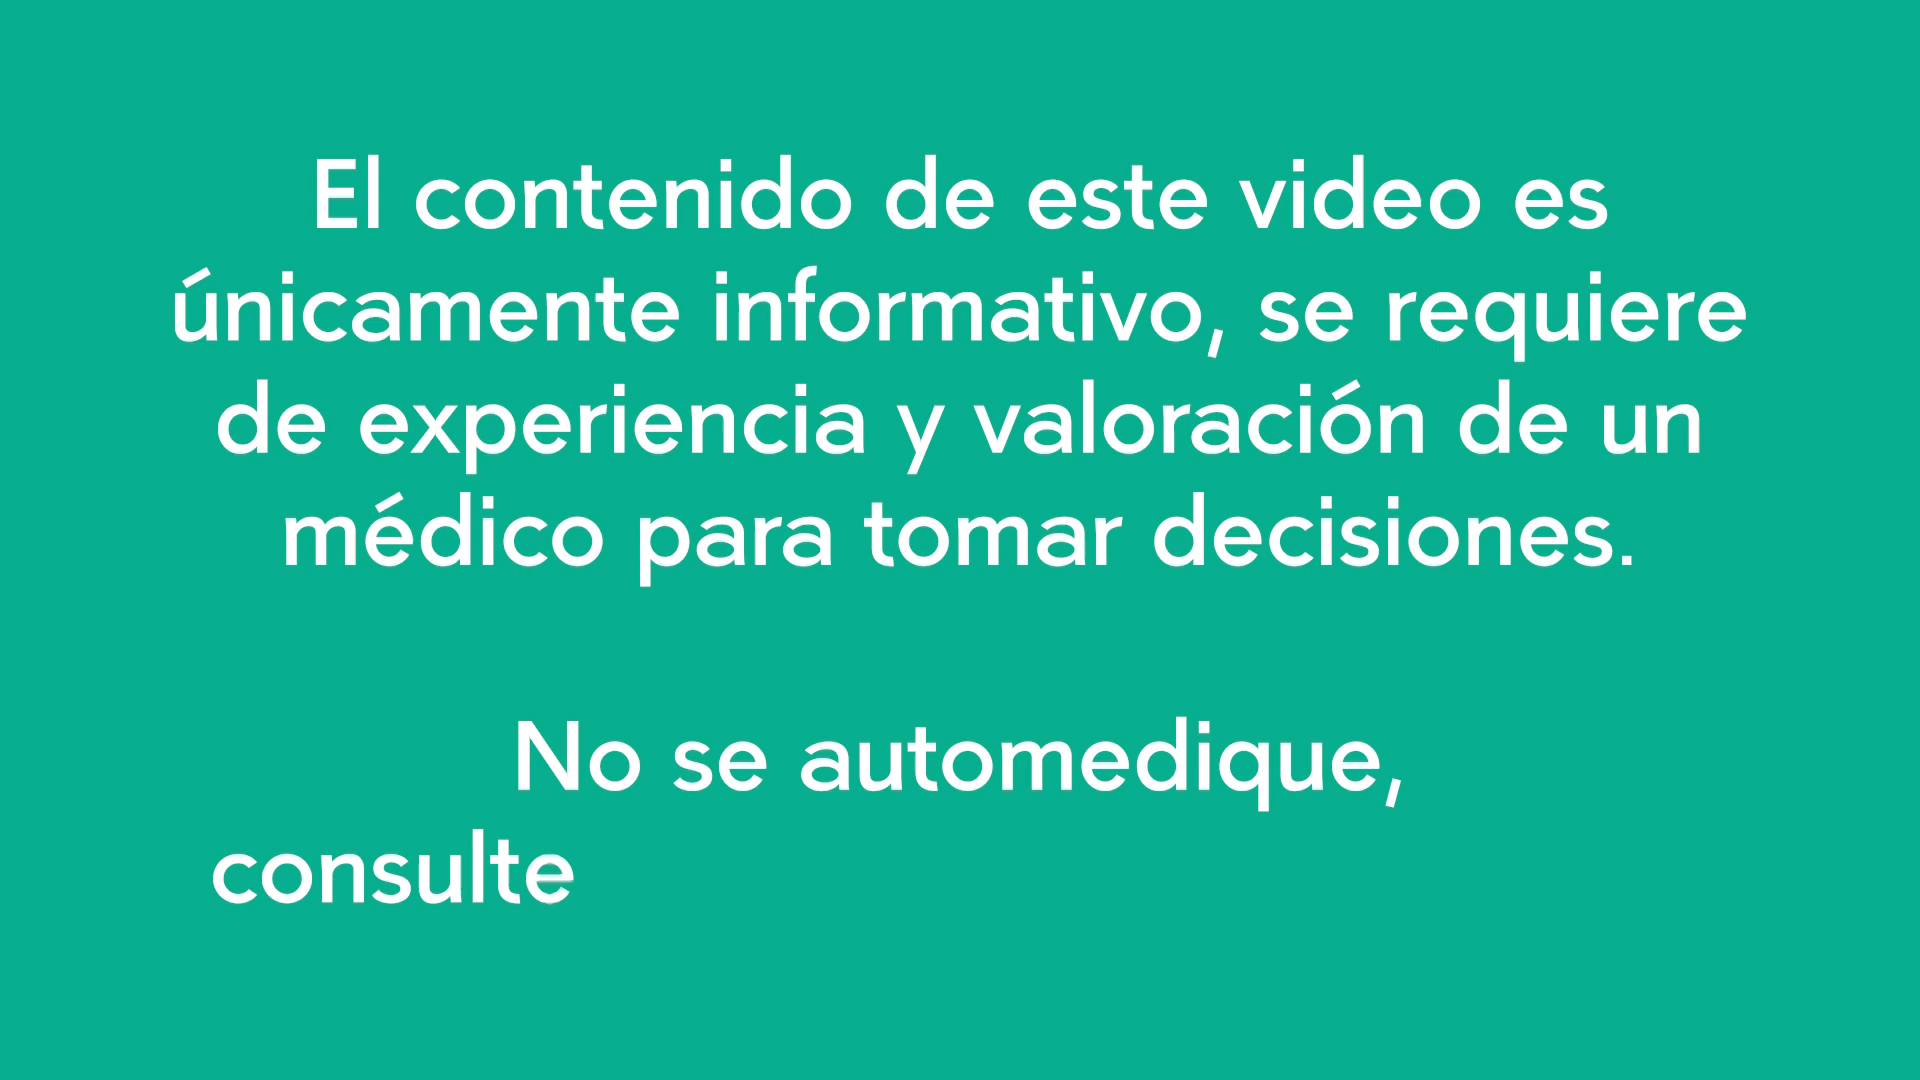 El contenido de este video es
únicamente informativo, se requiere
de experiencia y valoración de un
médico para tomar decisiones.
No se automedique,
consulte